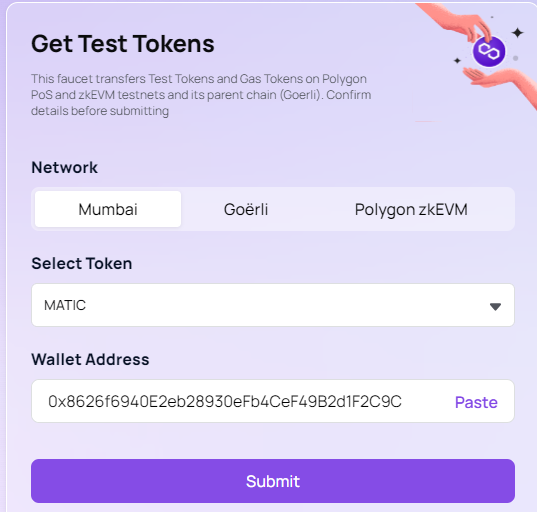 Get Test Tokens
This faucet transfers Test Tokens and Gas Tokens on Polygon
PoS and zkEVM testnets and its parent chain (Goerli). Confirm
details before submitting
Network
Mumbai Goërli Polygon zkEVM
Select Token
MATIC
Wallet Address
0x8626f6940E2eb28930eFb4CeF49B2d1F2C9C Paste
Submit